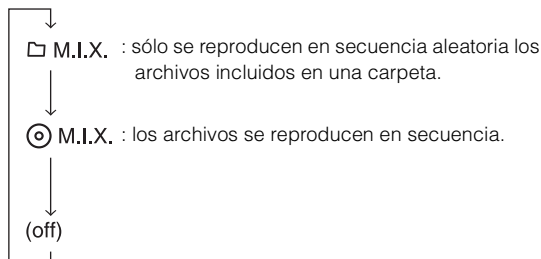 M.I.X. : sólo se reproducen en secuencia aleatoria los
archivos incluidos en una carpeta.
M.I.X. : los archivos se reproducen en secuencia.
(off)